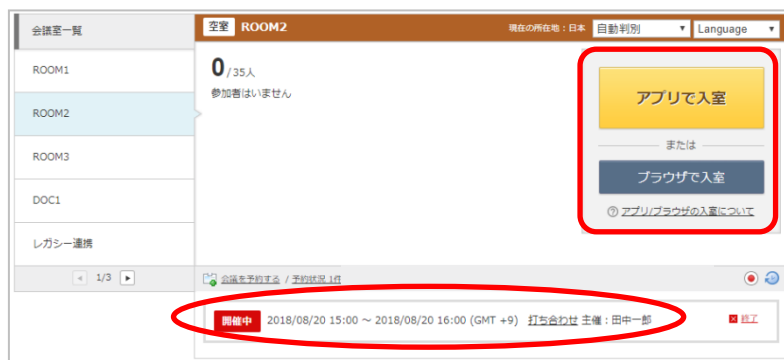 会議室一覧
ROOM1
ROOM2
ROOM3
DOC1
レガシー連携
1/3
空室 ROOM2
現在の所在地：日本 自動判別 Language
0/35人
参加者はいません
アプリで入室
または
ブラウザで入室
アプリ/ブラウザの入室について
会議を予約する / 予約状況 1件
開催中 2018/08/20 15:00 ～ 2018/08/20 16:00 (GMT +9) 打ち合わせ 主催：田中一郎 終了